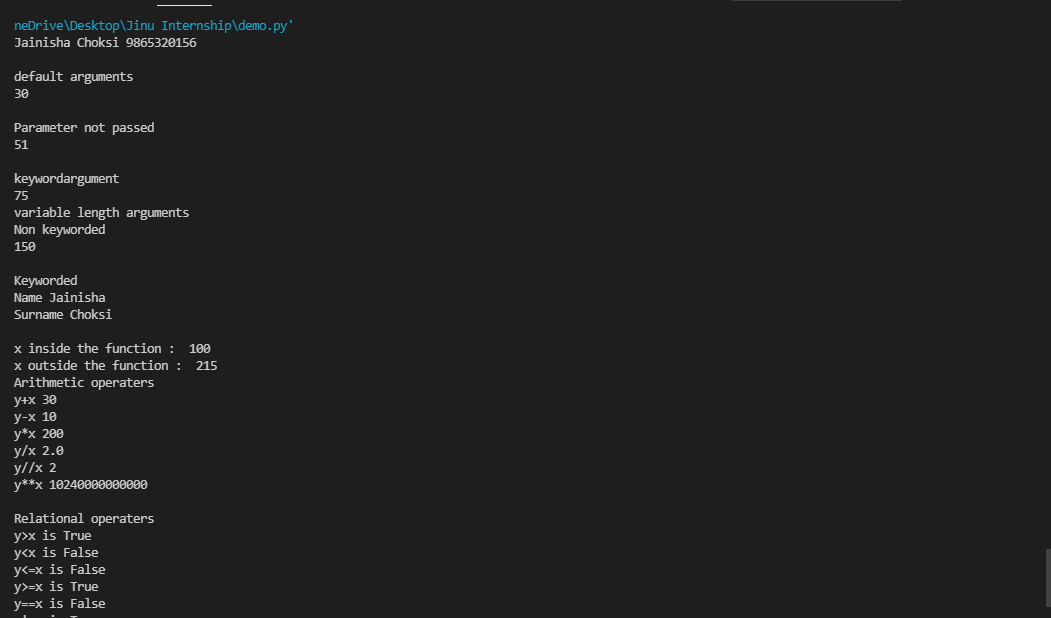 neDrive\Desktop\Jinu Internship\demo.py'
Jainisha Choksi 9865320156
default arguments
30
Parameter not passed
51
keywordargument
75
variable length arguments
Non keyworded
150
Keyworded
Name Jainisha
Surname Choksi
x inside the function :  100
x outside the function :  215
Arithmetic operaters
y+x 30
y-x 10
y*x 200
y/x 2.0
y//x 2
y**x 10240000000000
Relational operaters
y>x is True
y<x is False
y<=x is False
y>=x is True
y==x is False